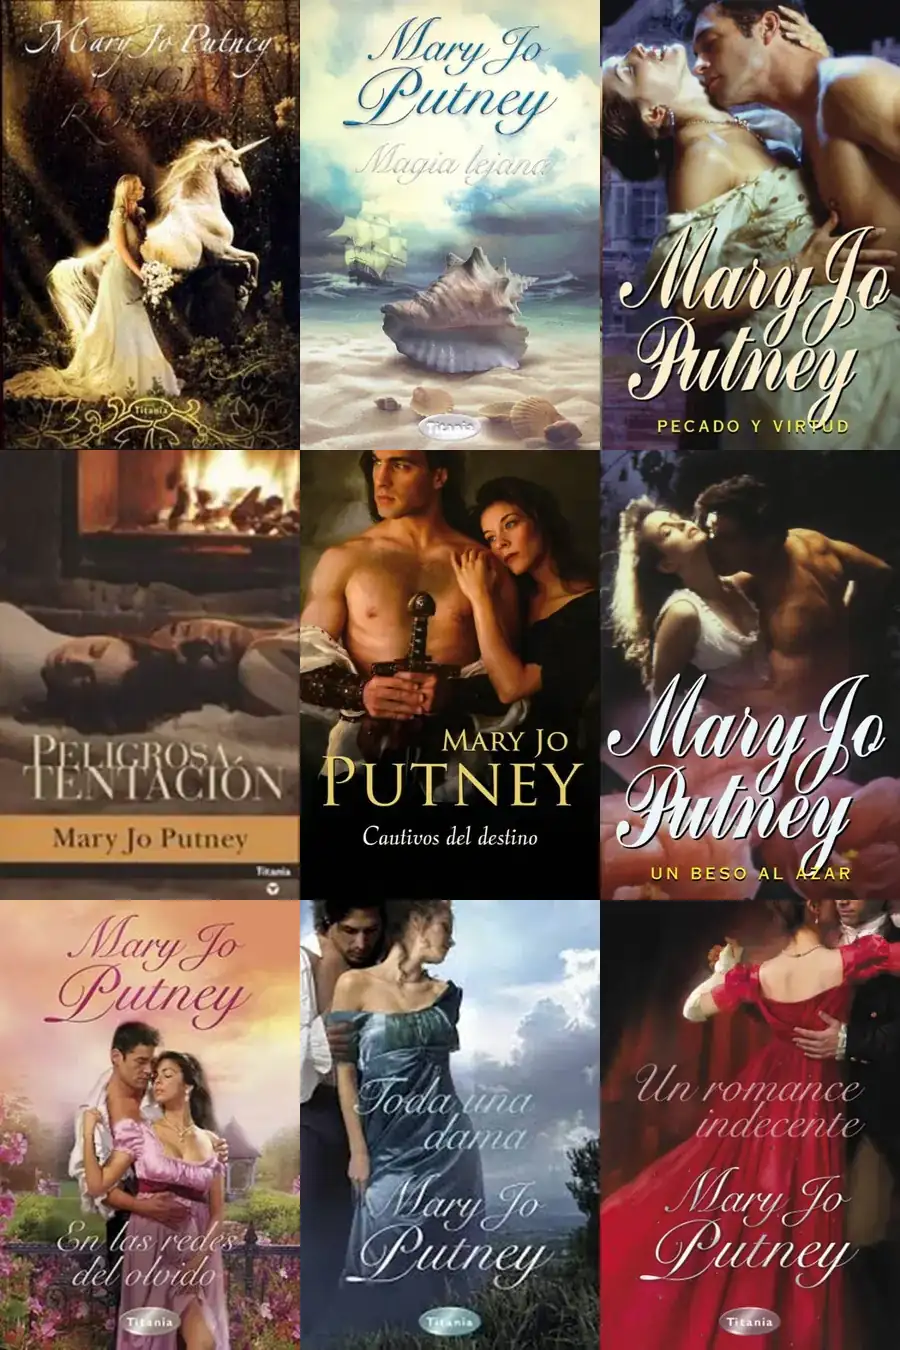 Mary Jo Putney
Titania
Mary Jo
Putney
Magia lejana
Titania
Mary Jo
Putney
PECADO Y VIRTUD
PELIGROSA
TENTACIÓN
Mary Jo Putney
Titania
MARY JO
PUTNEY
Cautivos del destino
Mary Jo
Putney
UN BESO AL AZAR
Mary Jo
Putney
En las redes
del olvido
Titania
Toda una
dama
Mary Jo
Putney
Titania
Un romance
indecente
Mary Jo
Putney
Titania